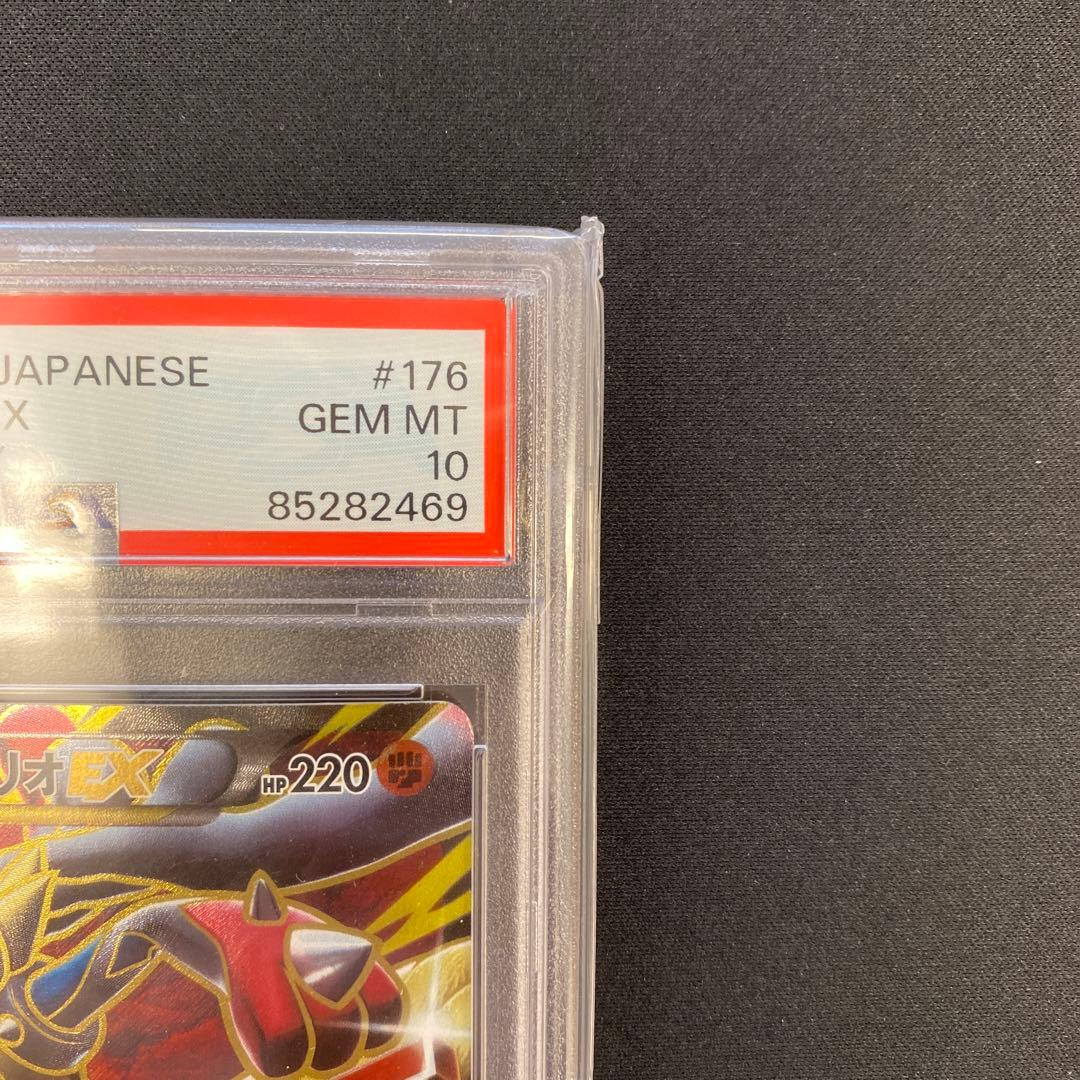 JAPANESE #176
X GEM MT
10
85282469
リオEX HP220